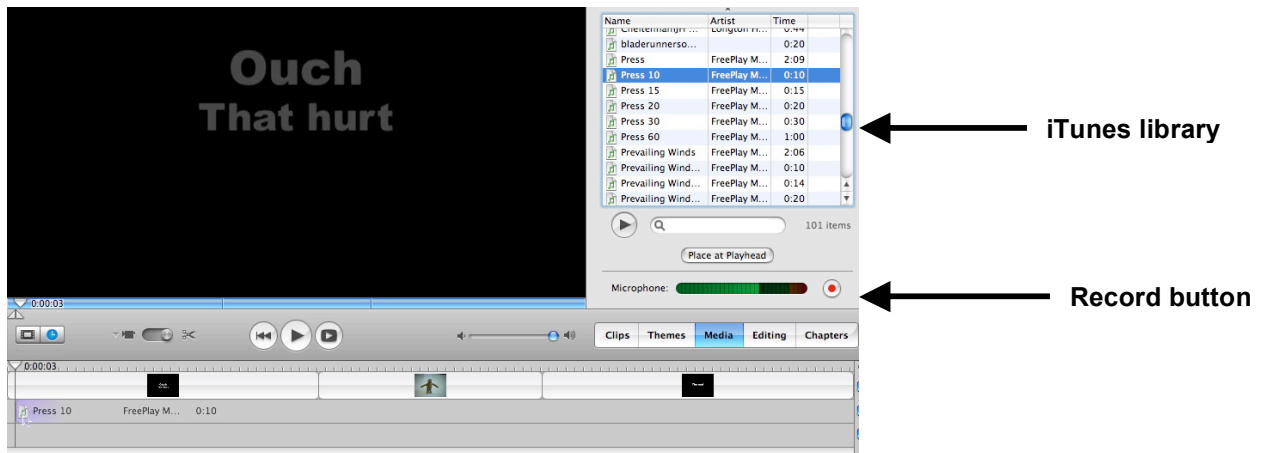 Ouch
That hurt
Name Artist Time
0:44
bladerunnerso... 0:20
Press FreePlay M... 2:09
Press 10 FreePlay M... 0:10
Press 15 FreePlay M... 0:15
Press 20 FreePlay M... 0:20
Press 30 FreePlay M... 0:30
Press 60 FreePlay M... 1:00
Prevailing Winds FreePlay M... 2:06
Prevailing Wind... FreePlay M... 0:10
Prevailing Wind... FreePlay M... 0:14
Prevailing Wind... FreePlay M... 0:20
iTunes library
101 items
Place at Playhead
Microphone:
Record button
0:00:03
Clips Themes Media Editing Chapters
0:00:03
Press 10 FreePlay M... 0:10